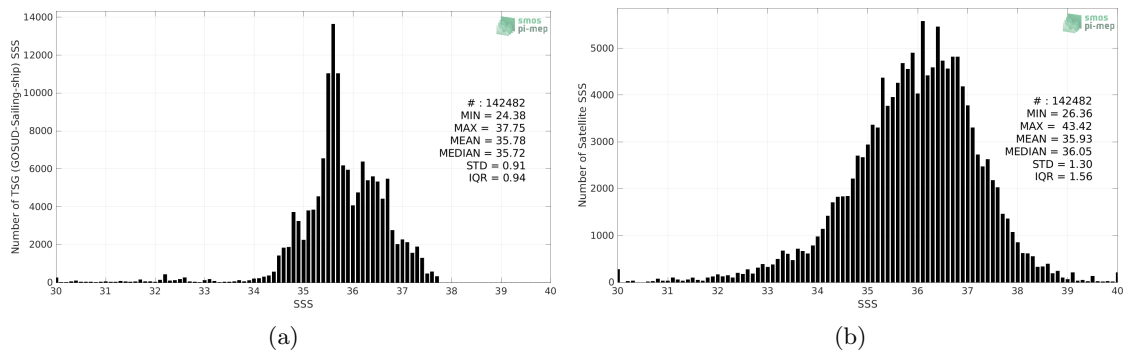 smos
pi-mep
Number of TSG (GOSUD-Sailing-ship) SSS
14000
12000
10000
8000
6000
4000
2000
0
# : 142482
MIN = 24.38
MAX = 37.75
MEAN = 35.78
MEDIAN = 35.72
STD = 0.91
IQR = 0.94
30 31 32 33 34 35 36 37 38 39 40
SSS
(a)
smos
pi-mep
Number of Satellite SSS
5000
4000
3000
2000
1000
0
# : 142482
MIN = 26.36
MAX = 43.42
MEAN = 35.93
MEDIAN = 36.05
STD = 1.30
IQR = 1.56
30 31 32 33 34 35 36 37 38 39 40
SSS
(b)